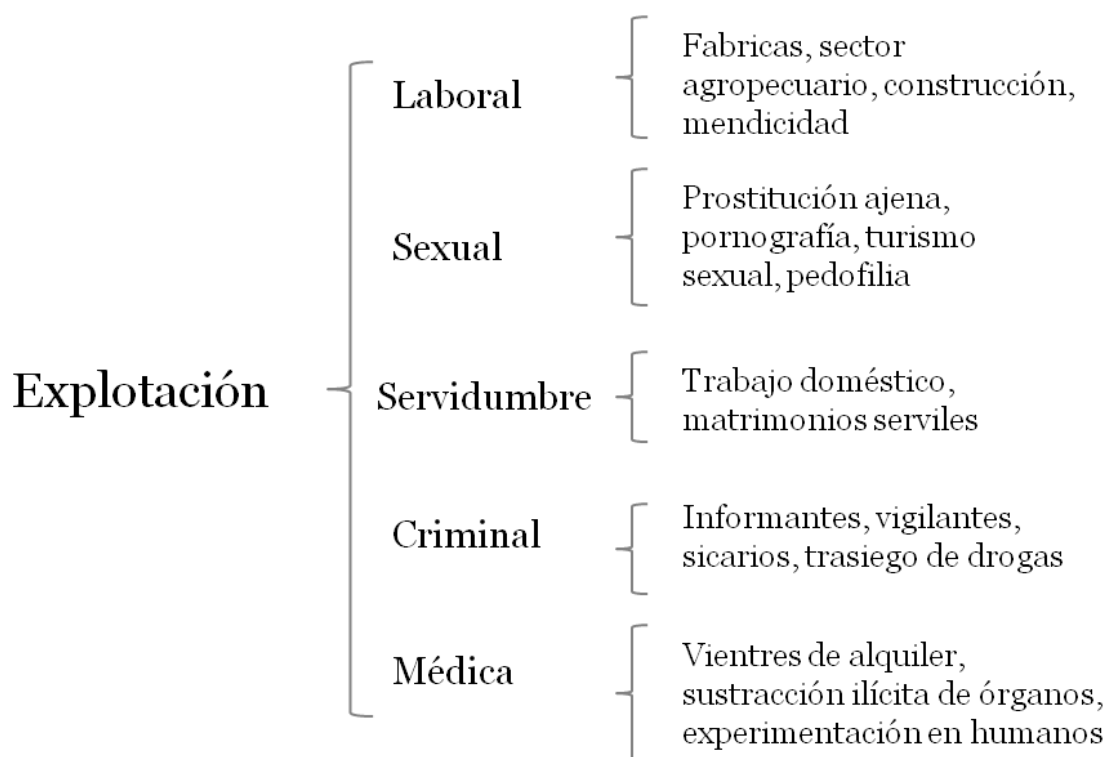 Explotación
Laboral
Fabricas, sector
agropecuario, construcción,
mendicidad
Sexual
Prostitución ajena,
pornografía, turismo
sexual, pedofilia
Servidumbre
Trabajo doméstico,
matrimonios serviles
Criminal
Informantes, vigilantes,
sicarios, trasiego de drogas
Médica
Vientres de alquiler,
sustracción ilícita de órganos,
experimentación en humanos